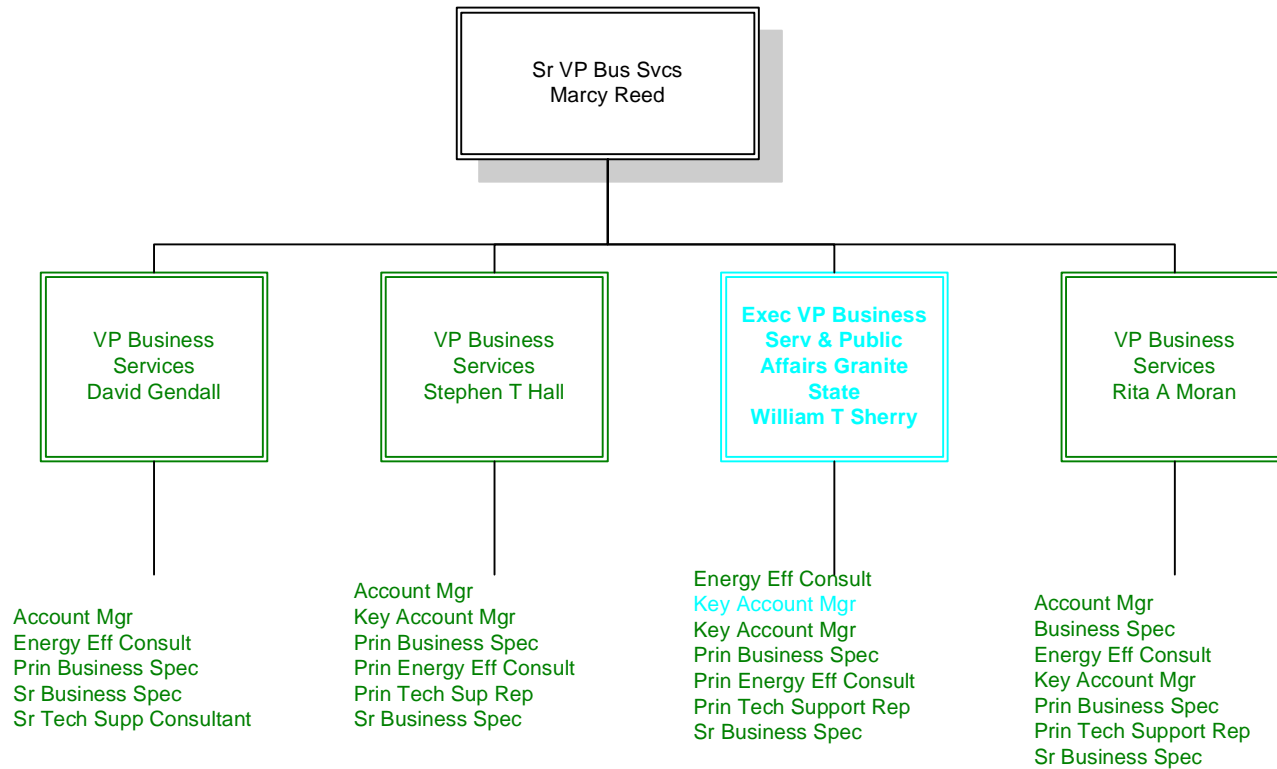 Sr VP Bus Svcs
Marcy Reed
VP Business
Services
David Gendall
VP Business
Services
Stephen T Hall
Exec VP Business
Serv & Public
Affairs Granite
State
William T Sherry
VP Business
Services
Rita A Moran
Account Mgr
Energy Eff Consult
Prin Business Spec
Sr Business Spec
Sr Tech Supp Consultant
Account Mgr
Key Account Mgr
Prin Business Spec
Prin Energy Eff Consult
Prin Tech Sup Rep
Sr Business Spec
Energy Eff Consult
Key Account Mgr
Key Account Mgr
Prin Business Spec
Prin Energy Eff Consult
Prin Tech Support Rep
Sr Business Spec
Account Mgr
Business Spec
Energy Eff Consult
Key Account Mgr
Prin Business Spec
Prin Tech Support Rep
Sr Business Spec